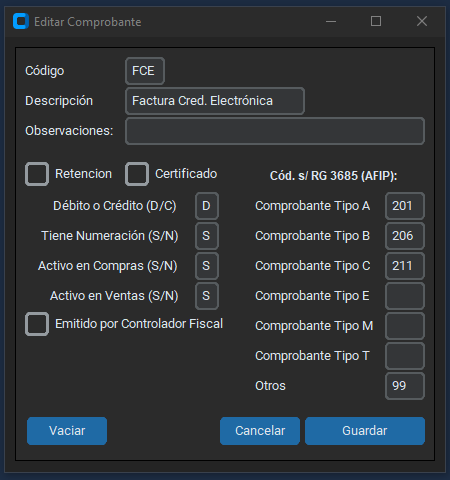 Editar Comprobante
Código FCE
Descripción Factura Cred. Electrónica
Observaciones:
Retencion Certificado Cód. s/ RG 3685 (AFIP):
Débito o Crédito (D/C) D Comprobante Tipo A 201
Tiene Numeración (S/N) S Comprobante Tipo B 206
Activo en Compras (S/N) S Comprobante Tipo C 211
Activo en Ventas (S/N) S Comprobante Tipo E
Emitido por Controlador Fiscal Comprobante Tipo M
Comprobante Tipo T
Otros 99
Vaciar Cancelar Guardar